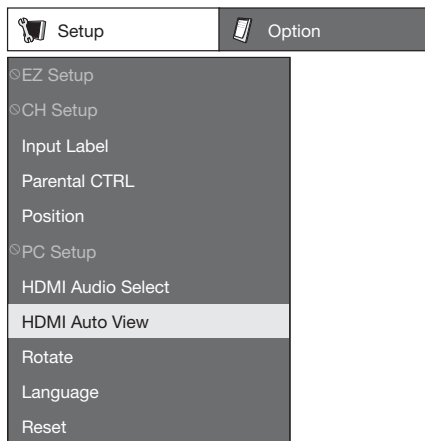 Setup
Option
EZ Setup
CH Setup
Input Label
Parental CTRL
Position
PC Setup
HDMI Audio Select
HDMI Auto View
Rotate
Language
Reset